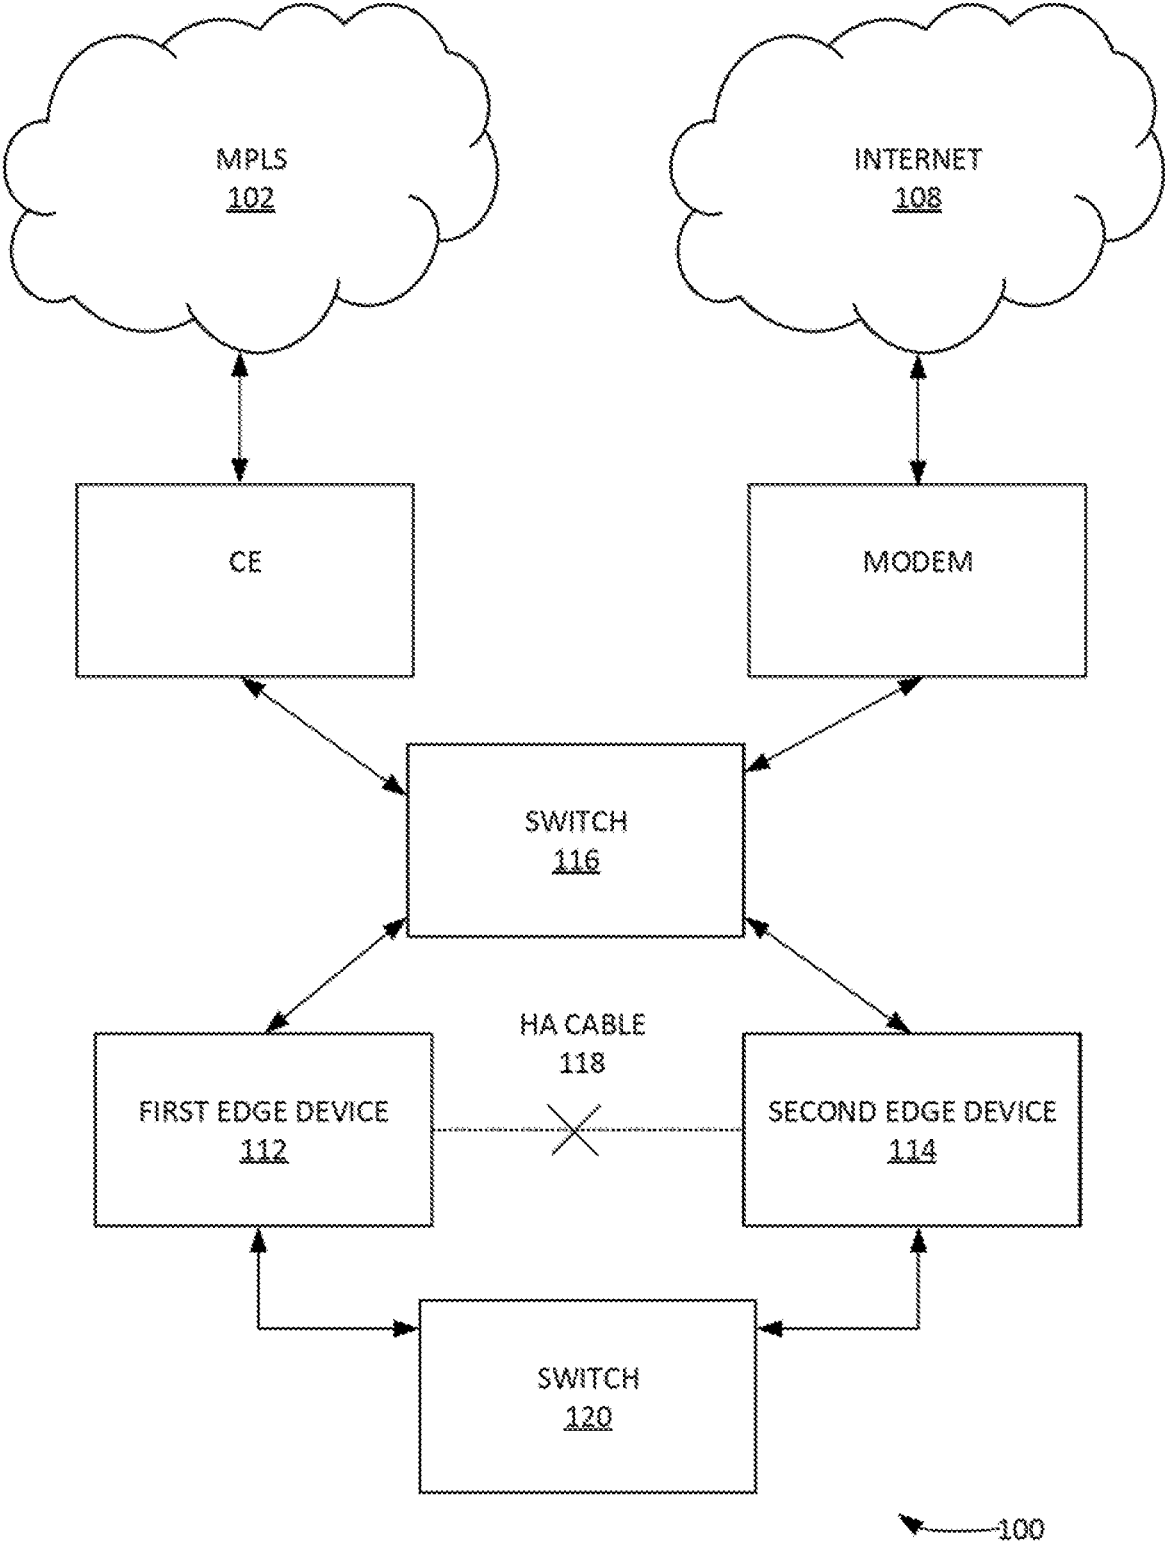 MPLS
102
INTERNET
108
CE
MODEM
SWITCH
116
HA CABLE
118
FIRST EDGE DEVICE
112
SECOND EDGE DEVICE
114
SWITCH
120
100